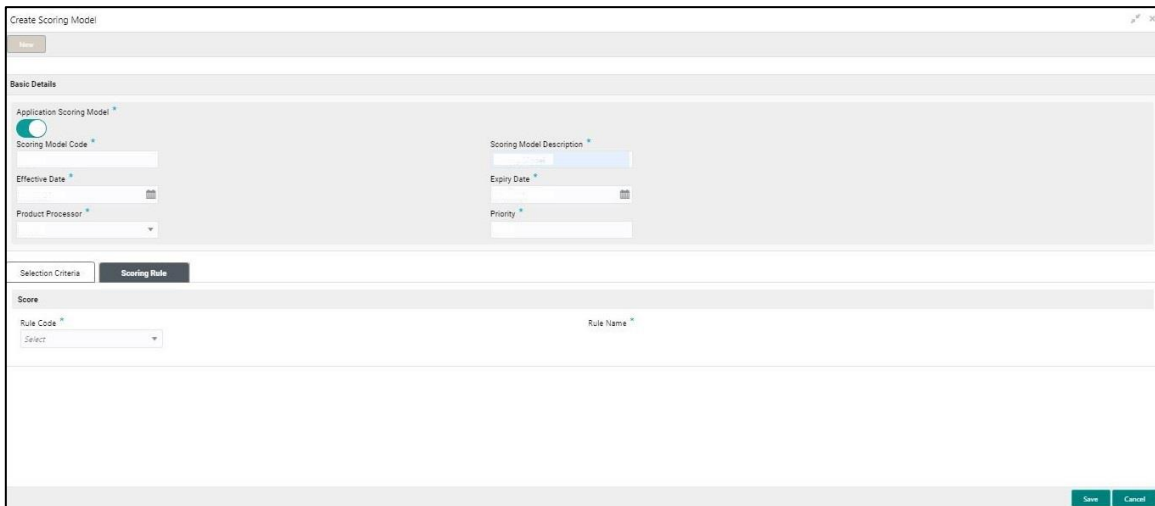 Create Scoring Model
New
Basic Details
Application Scoring Model *
Scoring Model Code * Scoring Model Description *
Effective Date * Expiry Date *
Product Processor * Priority *
Selection Criteria Scoring Rule
Score
Rule Code * Rule Name *
Select
Save Cancel